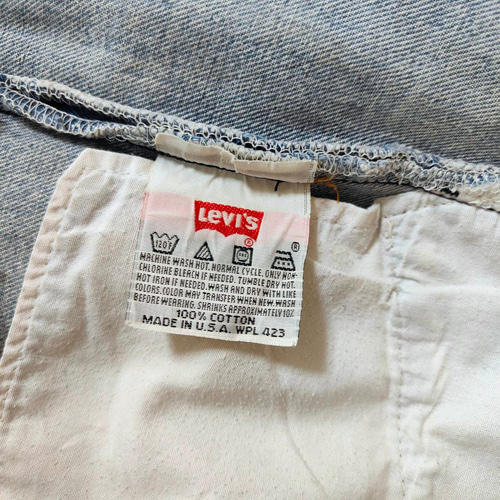 Levi's
®
120°F
®
MACHINE WASH HOT. NORMAL CYCLE. ONLY NON-
CHLORINE BLEACH IF NEEDED. TUMBLE DRY HOT.
HOT IRON IF NEEDED. WASH AND DRY WITH LIKE
COLORS. COLOR MAY TRANSFER WHEN NEW. WASH
BEFORE WEARING. SHRINKS APPROXIMATELY 10%.
100% COTTON
MADE IN U.S.A. WPL 423